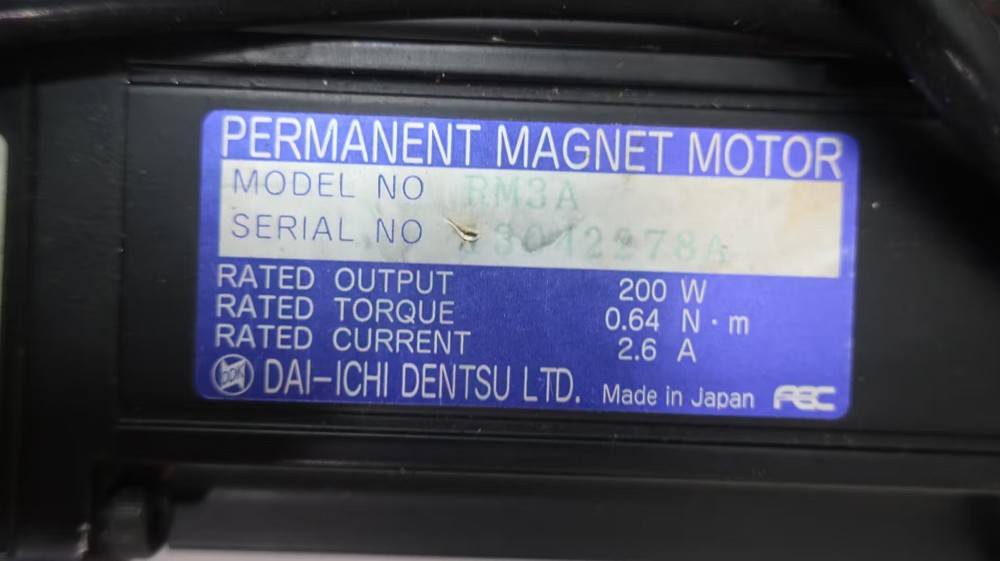 PERMANENT MAGNET MOTOR
MODEL NO RM3A
SERIAL NO
RATED OUTPUT 200 W
RATED TORQUE 0.64 N·m
RATED CURRENT 2.6 A
DDK DAI-ICHI DENTSU LTD. Made in Japan FEC